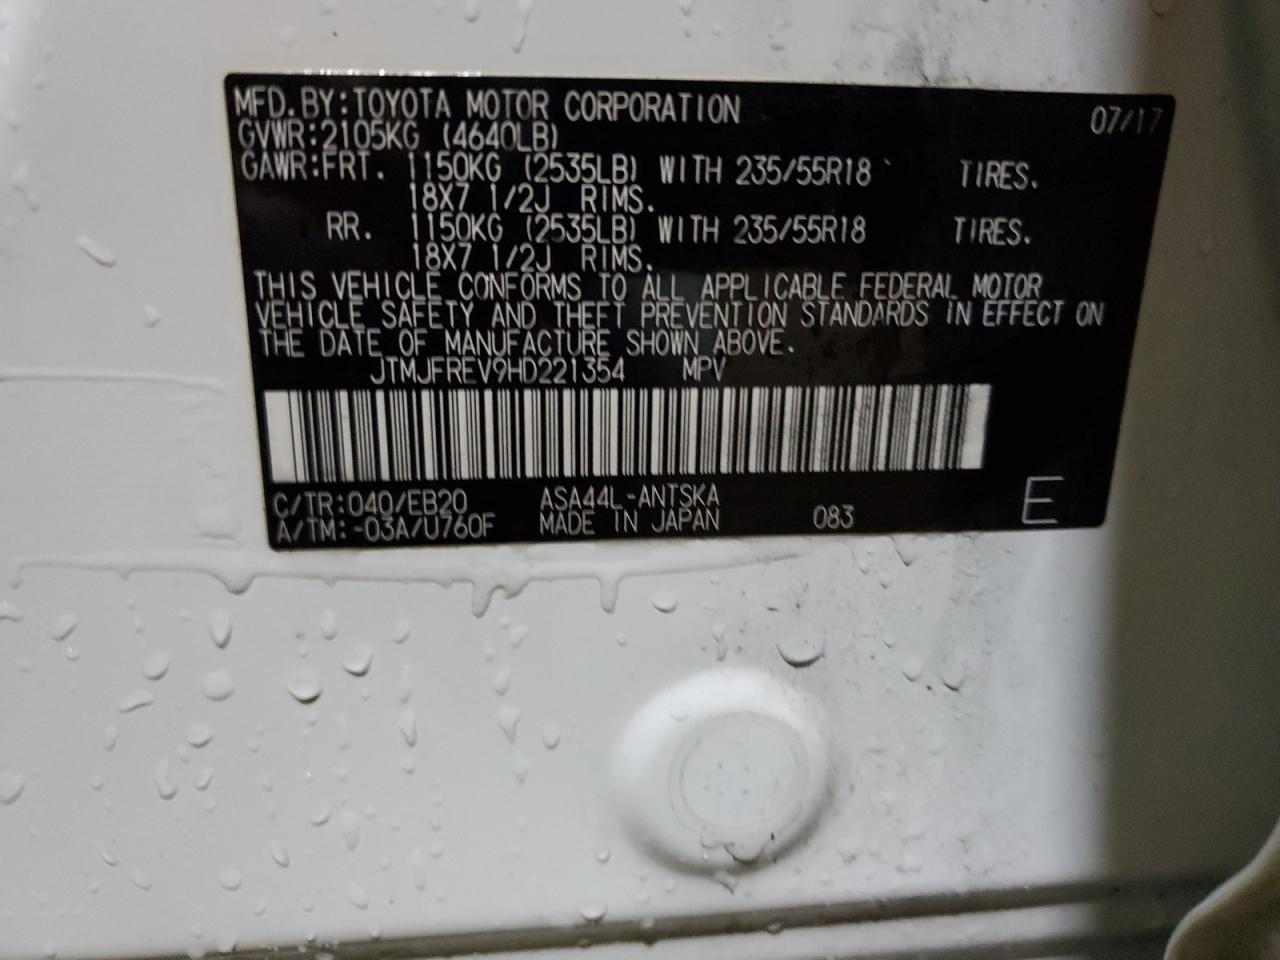 MFD.BY:TOYOTA MOTOR CORPORATION 07/17
GVWR:2105KG (4640LB)
GAWR:FRT. 1150KG (2535LB) WITH 235/55R18 TIRES.
18X7 1/2J RIMS.
RR. 1150KG (2535LB) WITH 235/55R18 TIRES.
18X7 1/2J RIMS.
THIS VEHICLE CONFORMS TO ALL APPLICABLE FEDERAL MOTOR
VEHICLE SAFETY AND THEFT PREVENTION STANDARDS IN EFFECT ON
THE DATE OF MANUFACTURE SHOWN ABOVE.
JTMJFREV9HD221354 MPV
C/TR:040/EB20 ASA44L-ANTSKA
A/TM:-03A/U760F MADE IN JAPAN 083 E